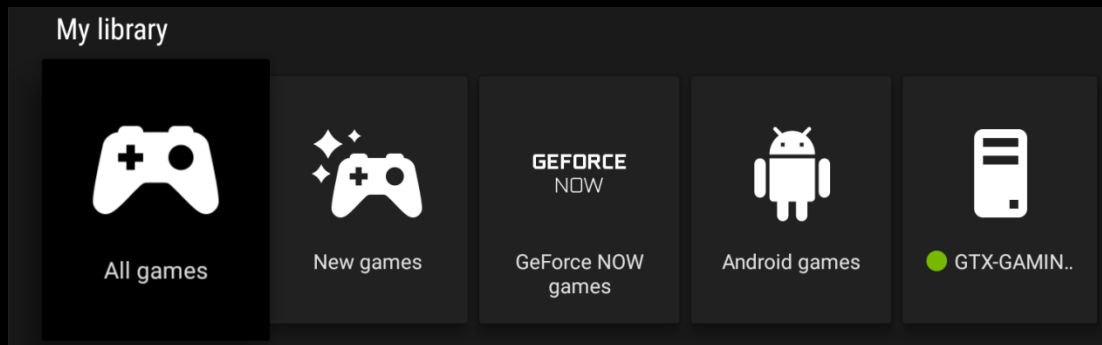 My library
All games
New games
GEFORCE
NOW
GeForce NOW
games
Android games
GTX-GAMIN..